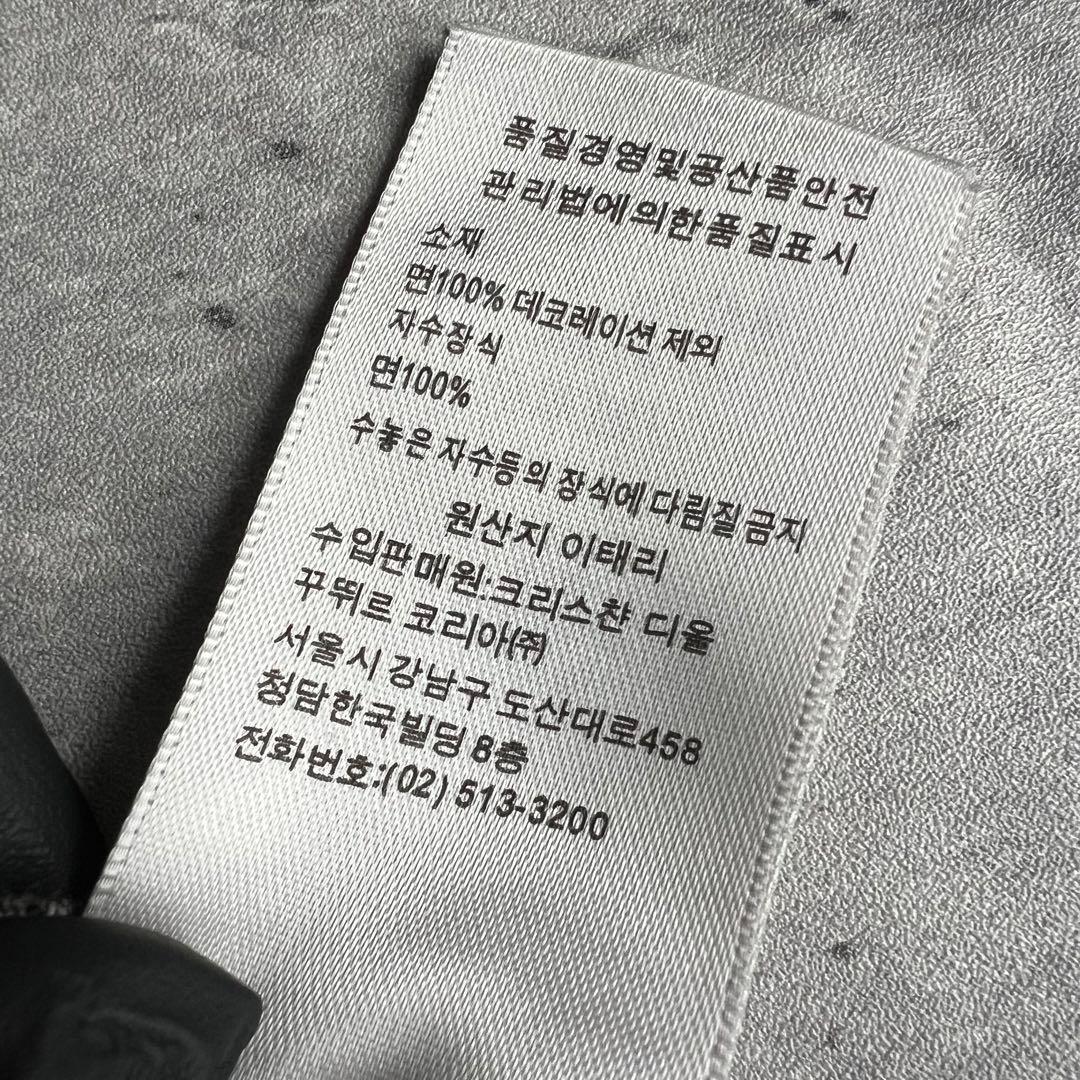 품질경영및공산품안전
관리법에의한품질표시
소재
면100% 데코레이션 제외
자수장식
면100%
수놓은 자수등의 장식에 다림질금지
원산지 이태리
수입판매원:크리스챤 디올
꾸뛰르 코리아㈜
서울시 강남구 도산대로458
청담한국빌딩 8층
전화번호:(02) 513-3200